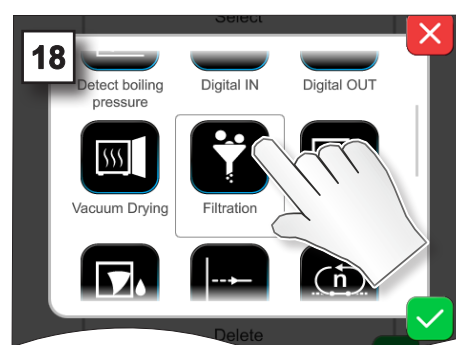 Select
18
Detect boiling
pressure
Digital IN
Digital OUT
Vacuum Drying
Filtration
n
Delete